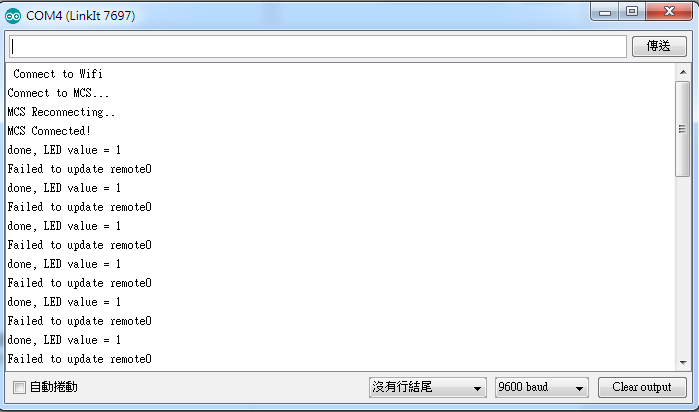 COM4 (LinkIt 7697)
傳送
Connect to Wifi
Connect to MCS...
MCS Reconnecting..
MCS Connected!
done, LED value = 1
Failed to update remote0
done, LED value = 1
Failed to update remote0
done, LED value = 1
Failed to update remote0
done, LED value = 1
Failed to update remote0
done, LED value = 1
Failed to update remote0
done, LED value = 1
Failed to update remote0
自動捲動 沒有行結尾 9600 baud Clear output